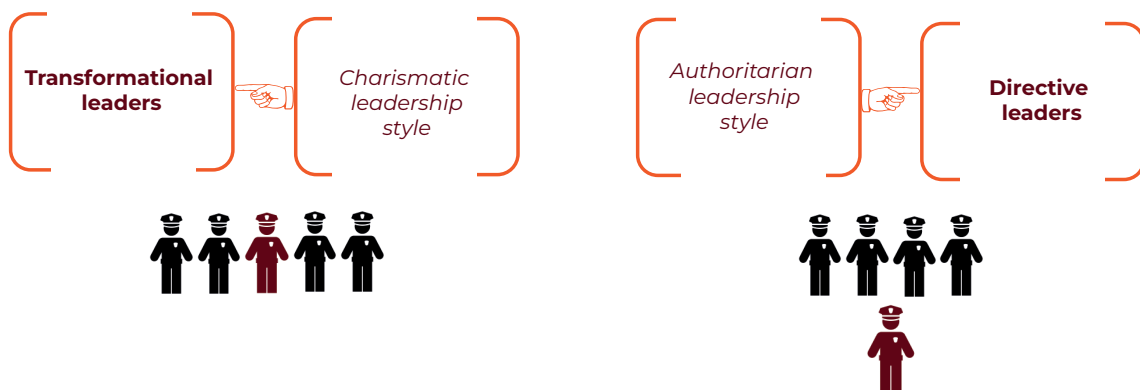 Transformational
leaders
Charismatic
leadership
style
Authoritarian
leadership
style
Directive
leaders